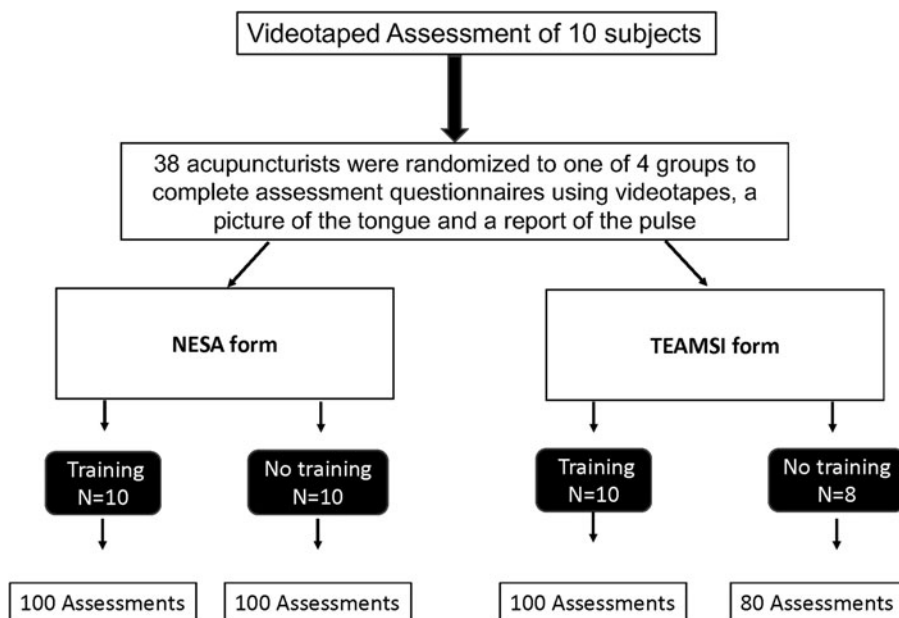 Videotaped Assessment of 10 subjects
38 acupuncturists were randomized to one of 4 groups to
complete assessment questionnaires using videotapes, a
picture of the tongue and a report of the pulse
NESA form
TEAMSI form
Training
N=10
No training
N=10
Training
N=10
No training
N=8
100 Assessments
100 Assessments
100 Assessments
80 Assessments